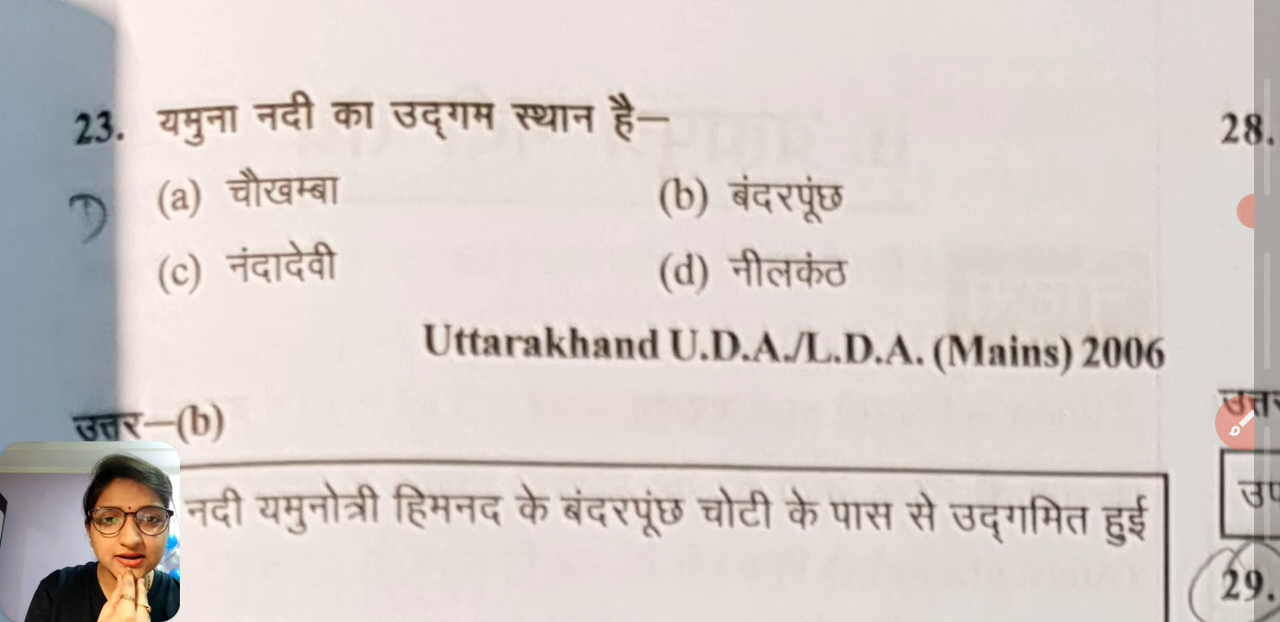 23. यमुना नदी का उद्गम स्थान है—
(a) चौखम्बा (b) बंदरपूंछ
(c) नंदादेवी (d) नीलकंठ
Uttarakhand U.D.A./L.D.A. (Mains) 2006
उत्तर—(b)
नदी यमुनोत्री हिमनद के बंदरपूंछ चोटी के पास से उद्गमित हुई
28.
29.